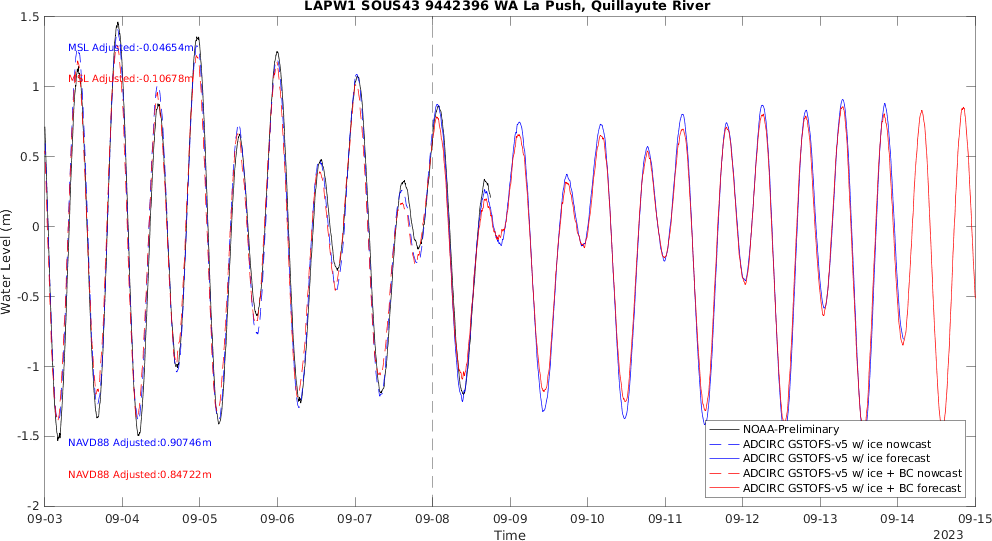 LAPW1 SOUS43 9442396 WA La Push, Quillayute River
1.5
1
0.5
0
-0.5
-1
-1.5
-2
Water Level (m)
MSL Adjusted:-0.04654m
MSL Adjusted:-0.10678m
NAVD88 Adjusted:0.90746m
NAVD88 Adjusted:0.84722m
NOAA-Preliminary
ADCIRC GSTOFS-v5 w/ ice nowcast
ADCIRC GSTOFS-v5 w/ ice forecast
ADCIRC GSTOFS-v5 w/ ice + BC nowcast
ADCIRC GSTOFS-v5 w/ ice + BC forecast
09-03 09-04 09-05 09-06 09-07 09-08 09-09 09-10 09-11 09-12 09-13 09-14 09-15
Time
2023